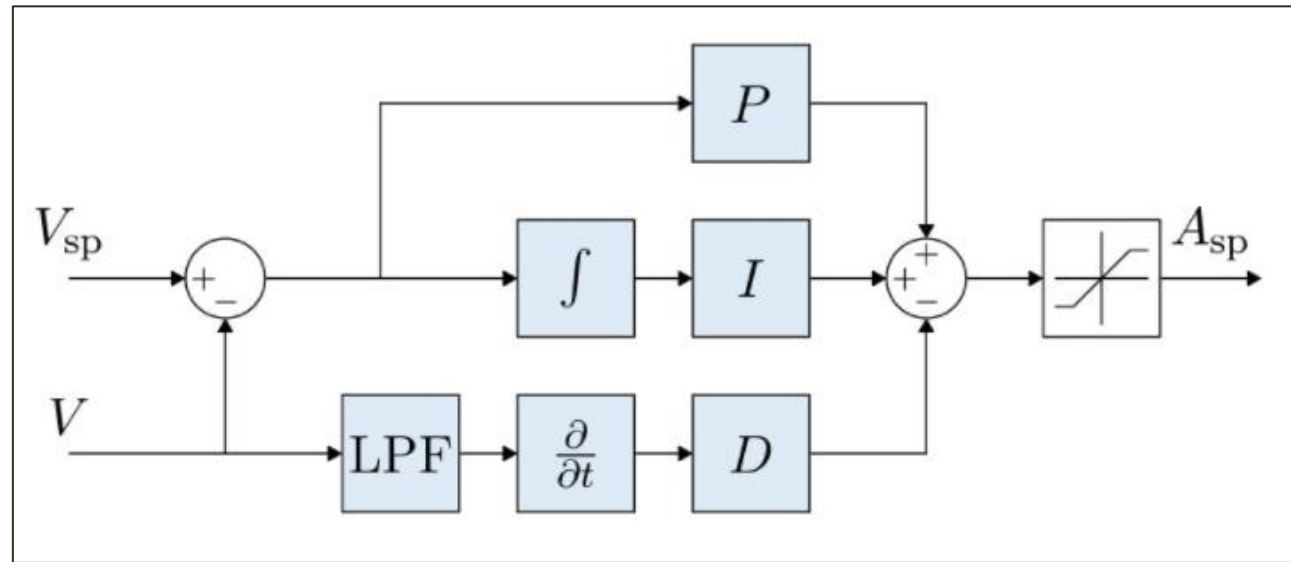 P
V_sp
+
−
∫
I
+
+
−
A_sp
V
LPF
∂/∂t
D